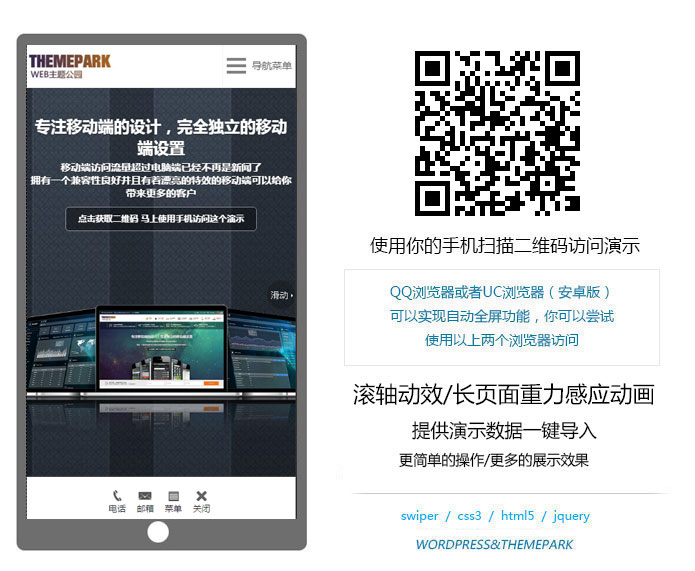 THEMEPARK
WEB主题公园
导航菜单
专注移动端的设计，完全独立的移动
端设置
移动端访问流量超过电脑端已经不再是新闻了
拥有一个兼容性良好并且有着漂亮的特效的移动端可以给你
带来更多的客户
点击获取二维码 马上使用手机访问这个演示
滑动
电话 邮箱 菜单 关闭
使用你的手机扫描二维码访问演示
QQ浏览器或者UC浏览器（安卓版）
可以实现自动全屏功能，你可以尝试
使用以上两个浏览器访问
滚轴动效/长页面重力感应动画
提供演示数据一键导入
更简单的操作/更多的展示效果
swiper / css3 / html5 / jquery
WORDPRESS&THEMEPARK